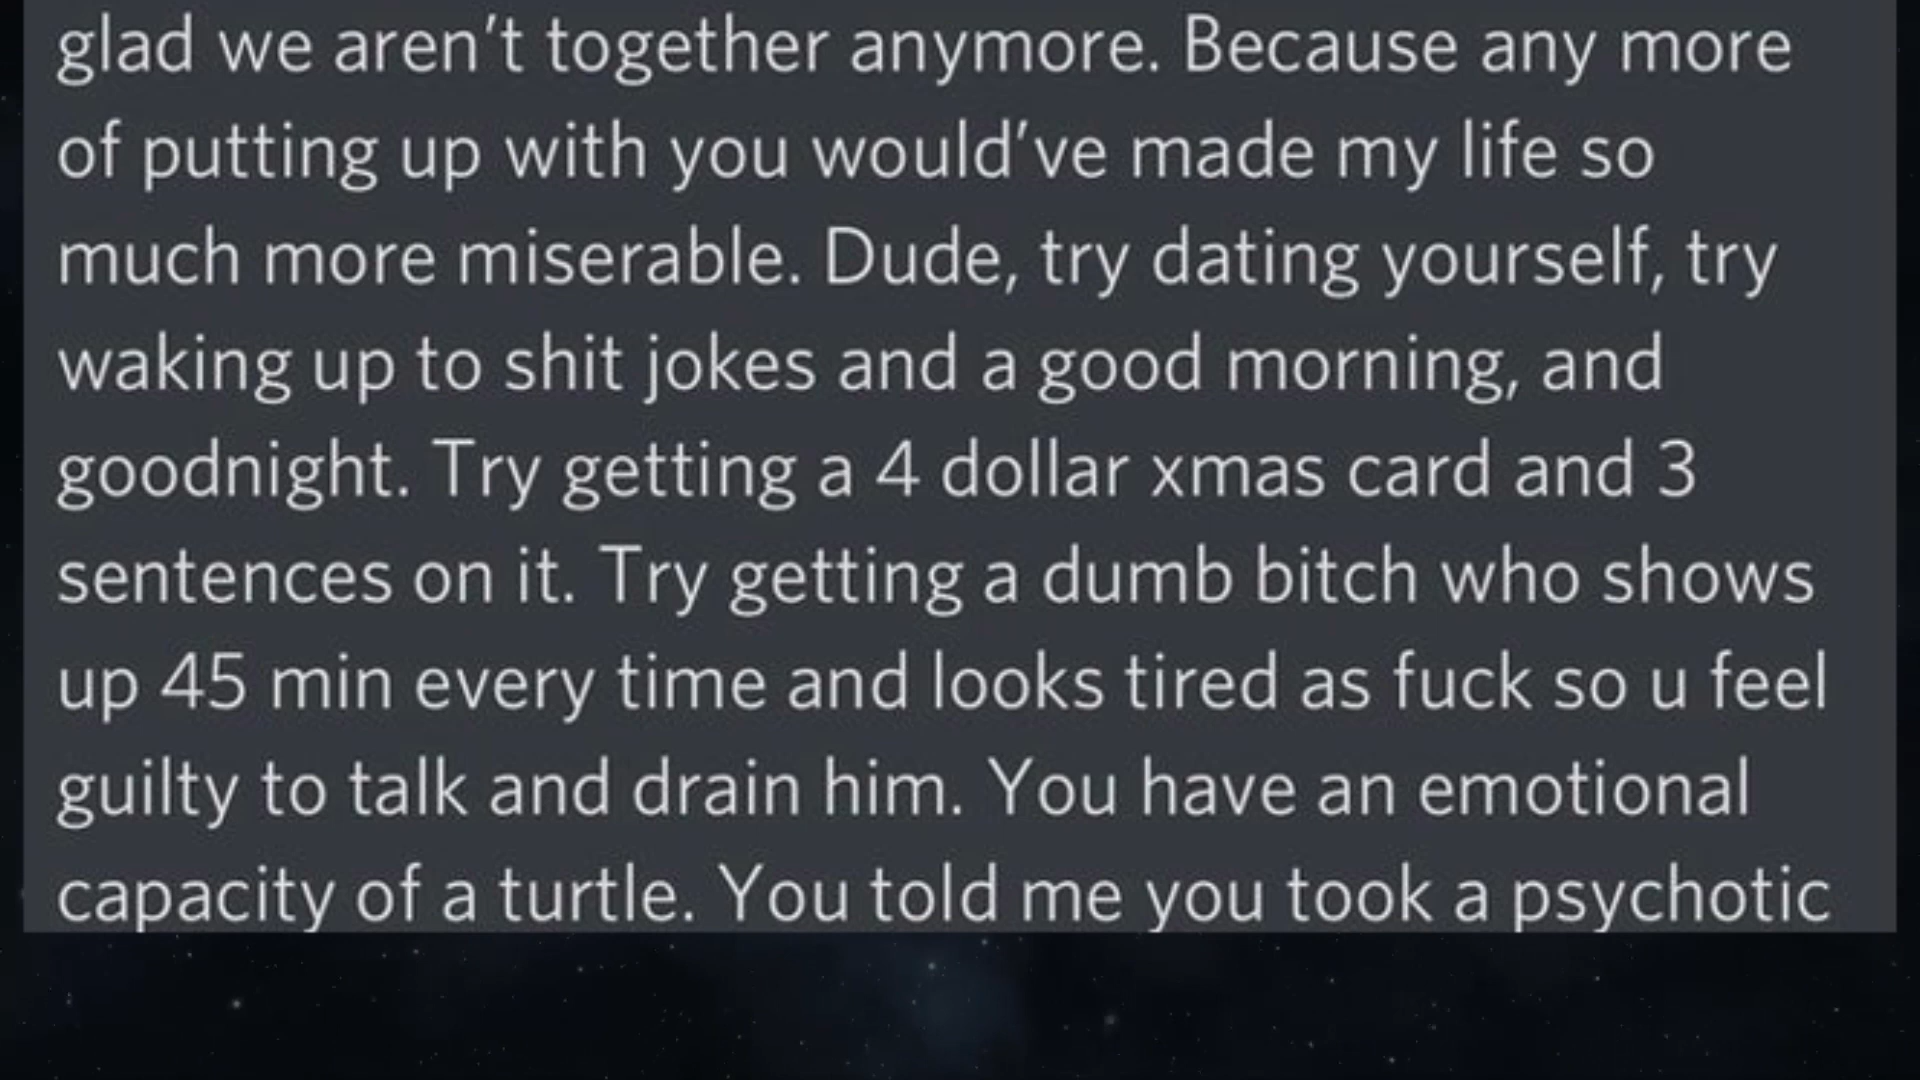 glad we aren't together anymore. Because any more
of putting up with you would've made my life so
much more miserable. Dude, try dating yourself, try
waking up to shit jokes and a good morning, and
goodnight. Try getting a 4 dollar xmas card and 3
sentences on it. Try getting a dumb bitch who shows
up 45 min every time and looks tired as fuck so u feel
guilty to talk and drain him. You have an emotional
capacity of a turtle. You told me you took a psychotic